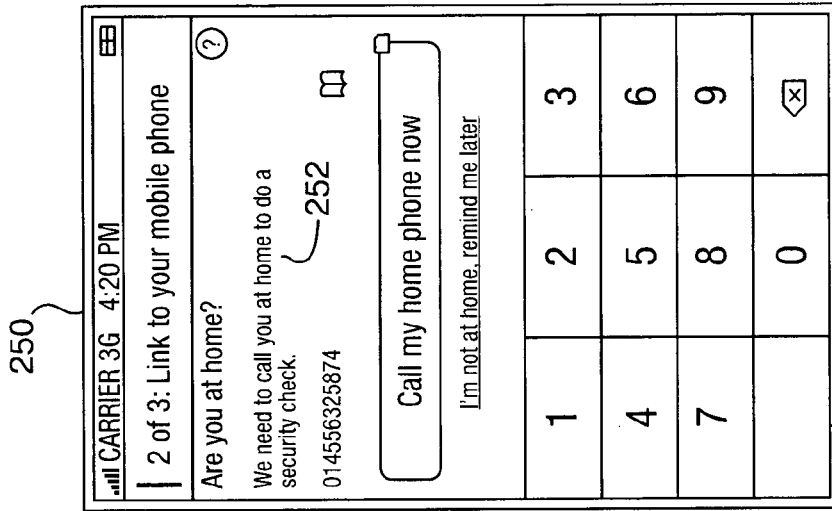 250
CARRIER 3G 4:20 PM
2 of 3: Link to your mobile phone
Are you at home? ?
We need to call you at home to do a
security check.
252
014556325874
Call my home phone now
I'm not at home, remind me later
1 2 3
4 5 6
7 8 9
0